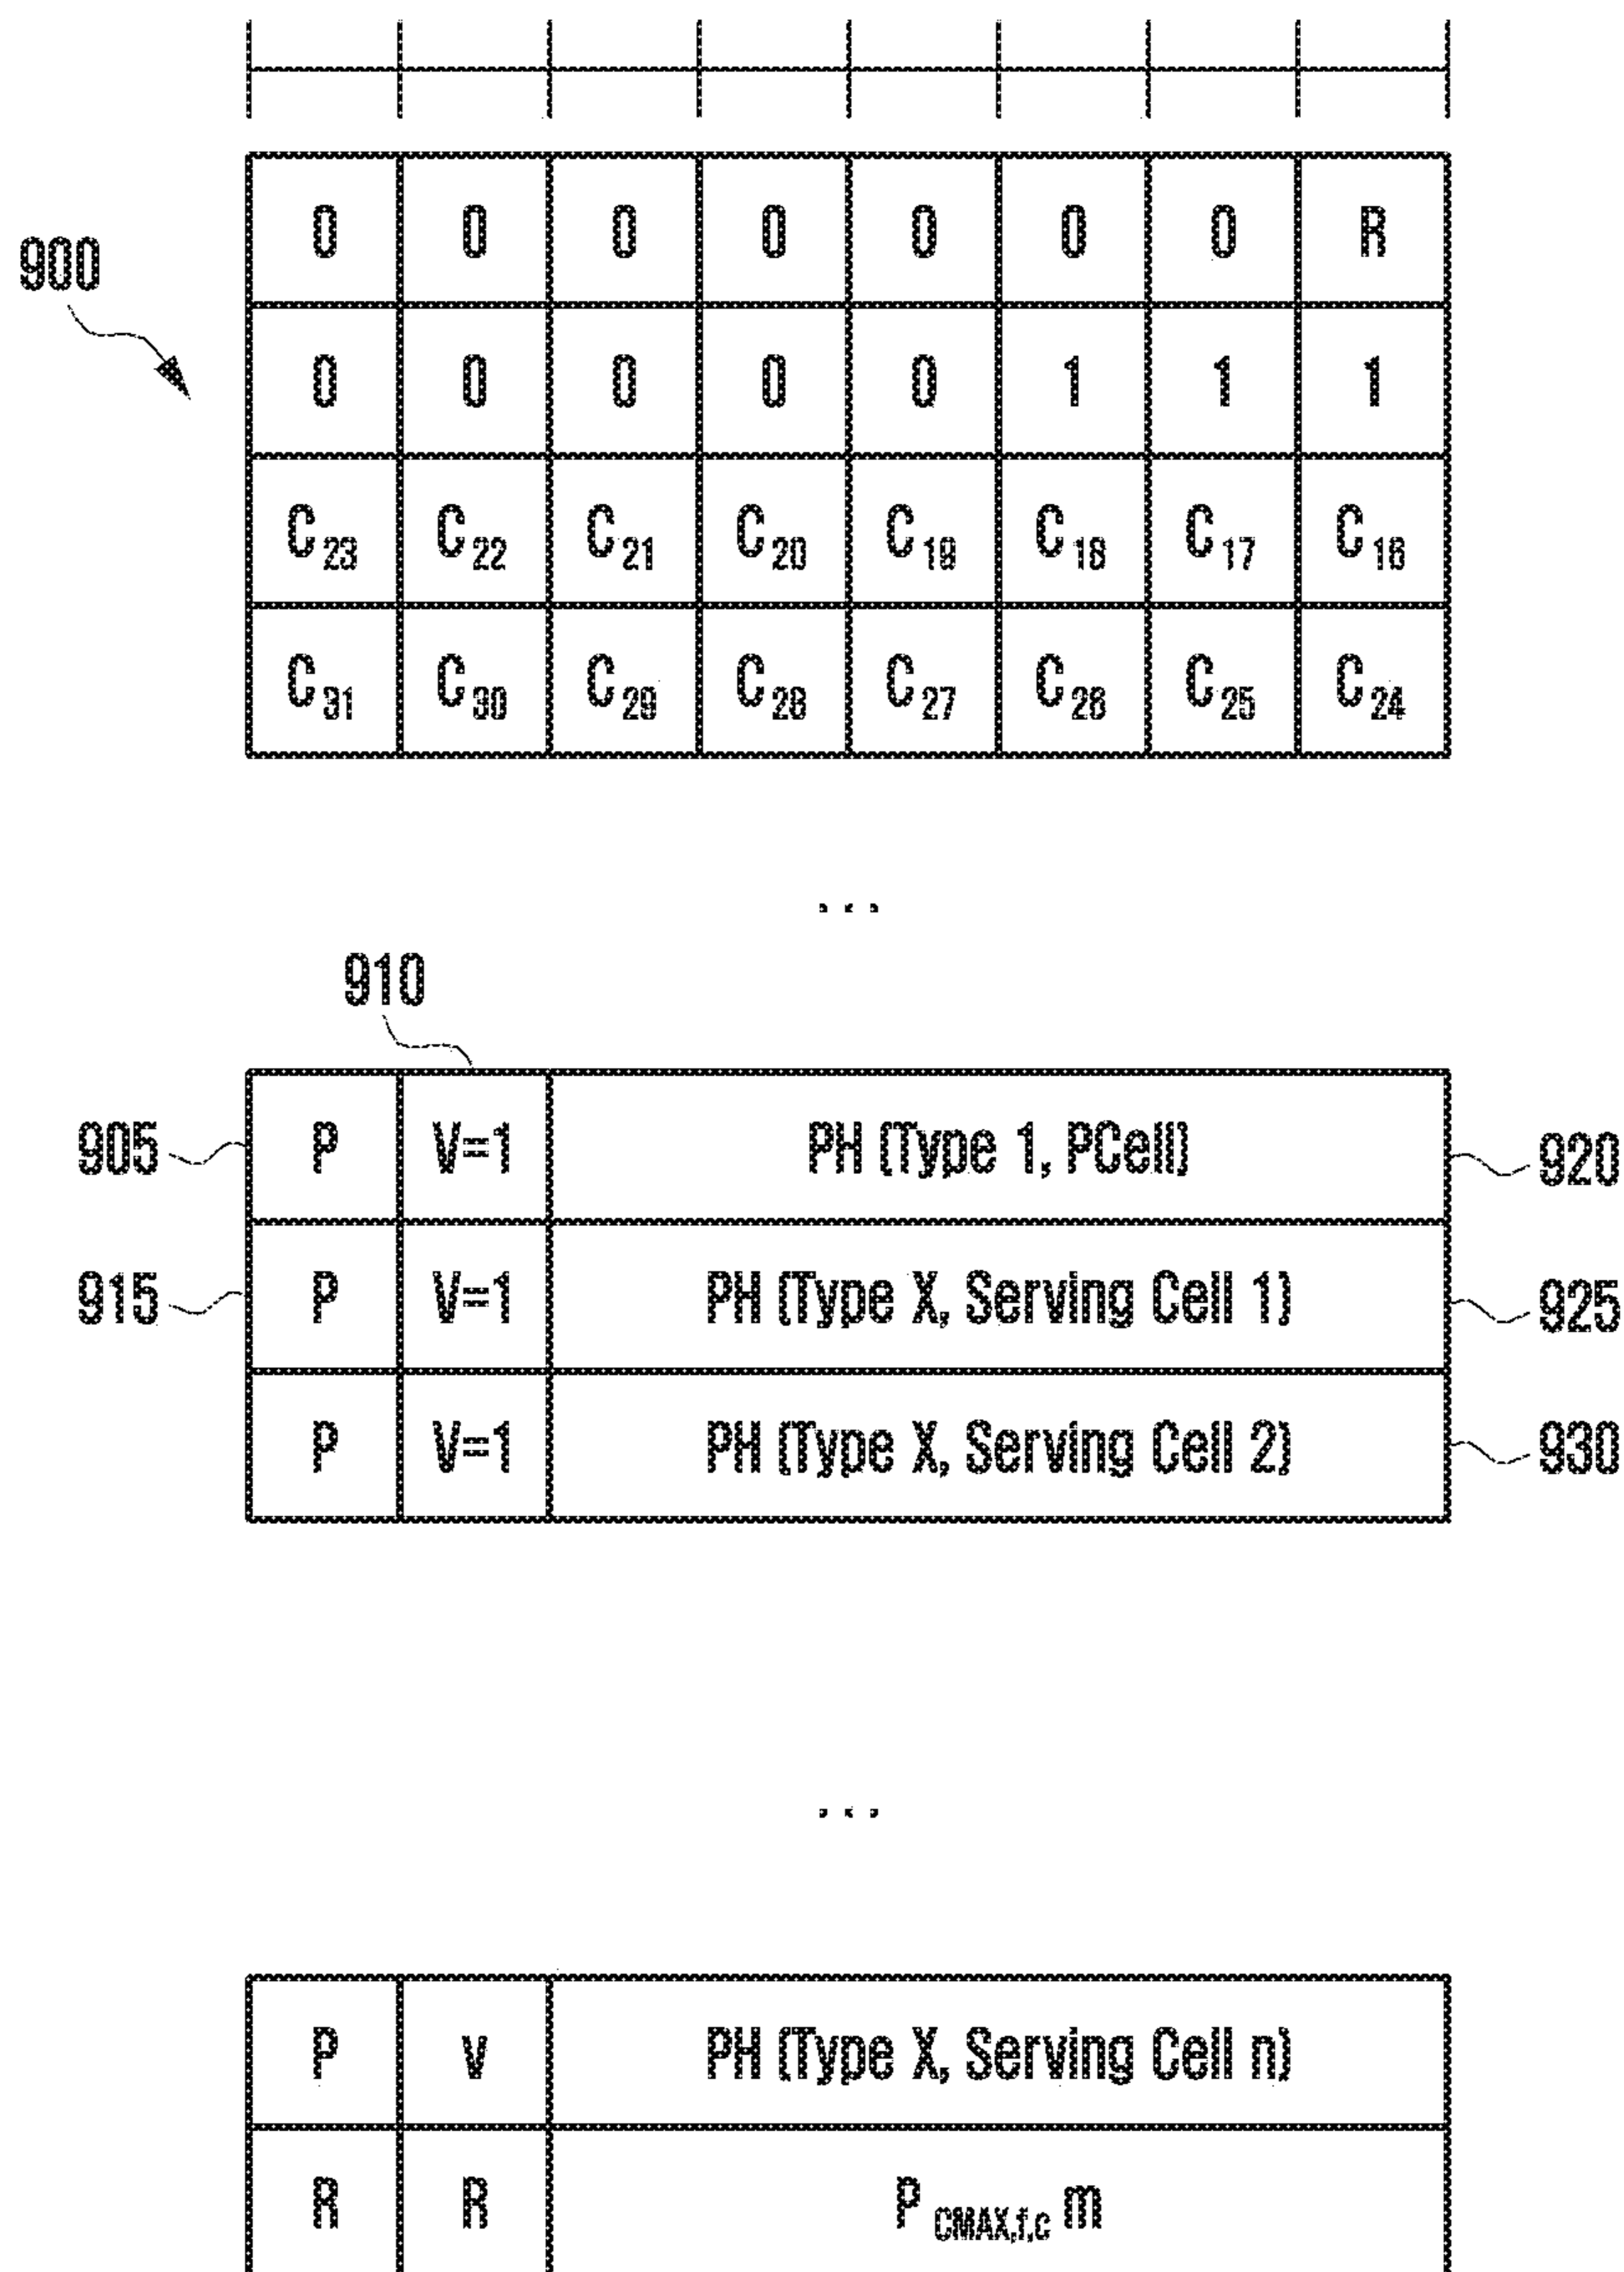 0 0 0 0 0 0 0 R
900
0 0 0 0 0 1 1 1
C23 C22 C21 C20 C19 C18 C17 C16
C31 C30 C29 C28 C27 C26 C25 C24
...
910
905 P V=1 PH (Type 1, PCell) 920
915 P V=1 PH (Type X, Serving Cell 1) 925
P V=1 PH (Type X, Serving Cell 2) 930
...
P V PH (Type X, Serving Cell n)
R R P CMAX,f,c m